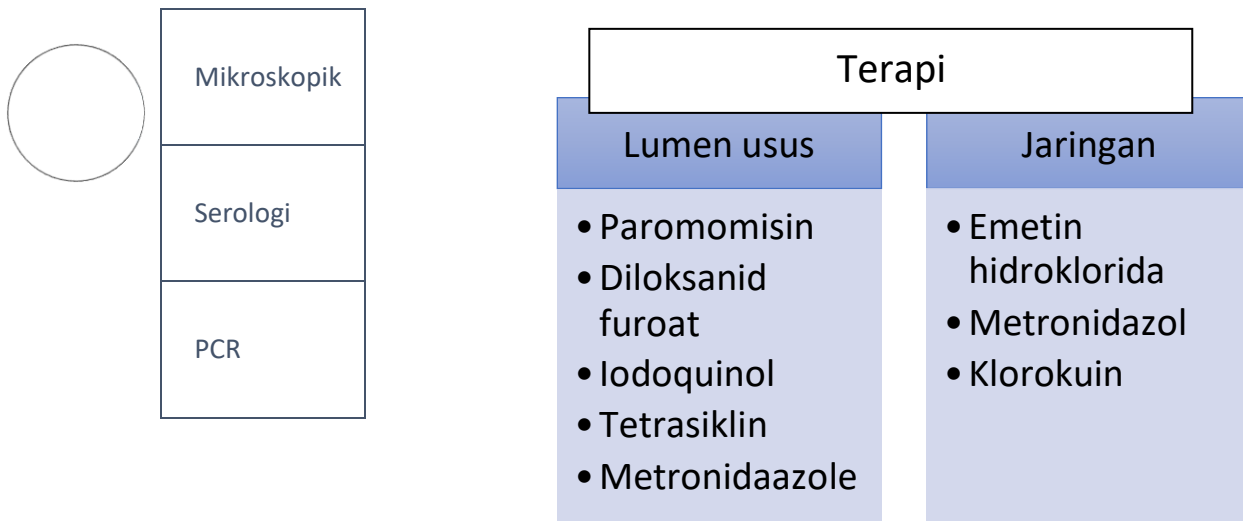 Mikroskopik
Serologi
PCR
Terapi
Lumen usus
• Paromomisin
• Diloksanid
furoat
• Iodoquinol
• Tetrasiklin
• Metronidaazole
Jaringan
• Emetin
hidroklorida
• Metronidazol
• Klorokuin